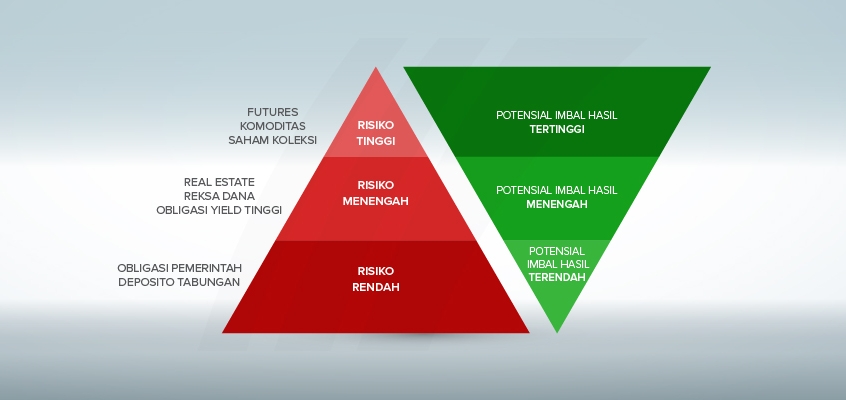 FUTURES
KOMODITAS
SAHAM KOLEKSI
RISIKO
TINGGI
POTENSIAL IMBAL HASIL
TERTINGGI
REAL ESTATE
REKSA DANA
OBLIGASI YIELD TINGGI
RISIKO
MENENGAH
POTENSIAL IMBAL HASIL
MENENGAH
OBLIGASI PEMERINTAH
DEPOSITO TABUNGAN
RISIKO
RENDAH
POTENSIAL
IMBAL HASIL
TERENDAH